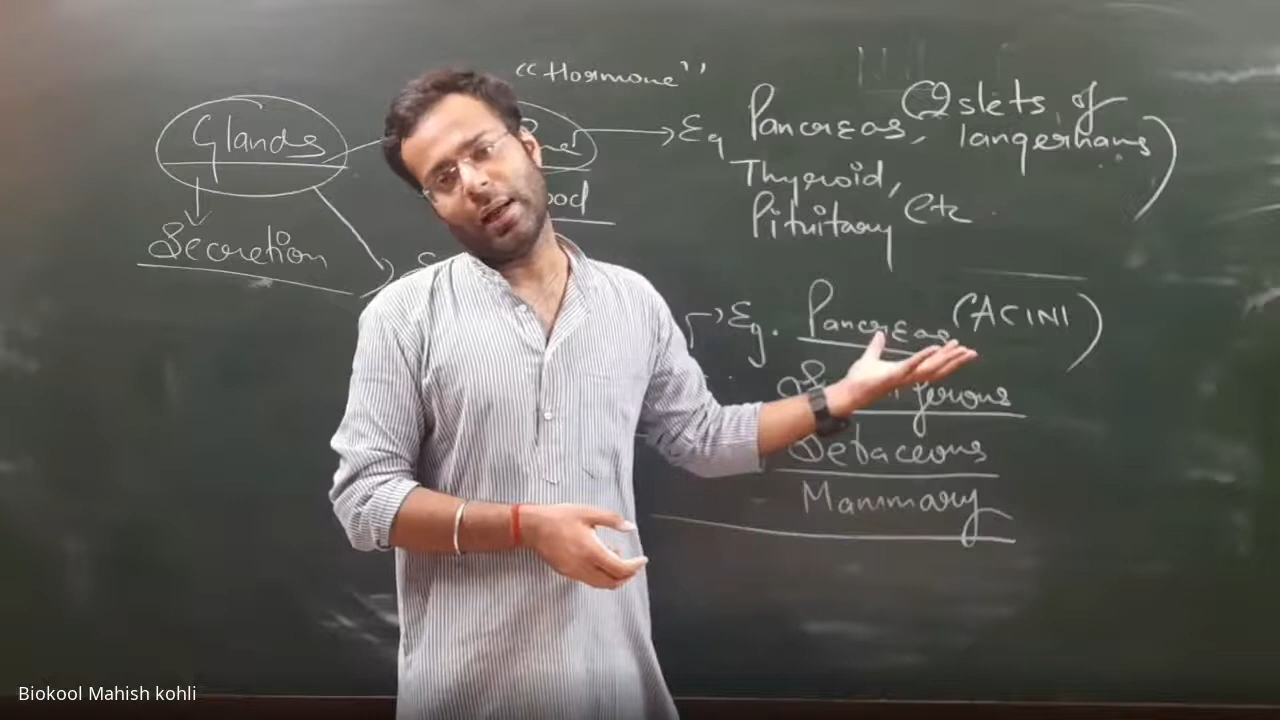 "Hormone"
Glands
Eg Pancreas, (Islets of langerhans)
Thyroid,
Pituitary, etc
Secretion
Eg. Pancreas (ACINI)
Sebaceous
Mammary
Biokool Mahish kohli